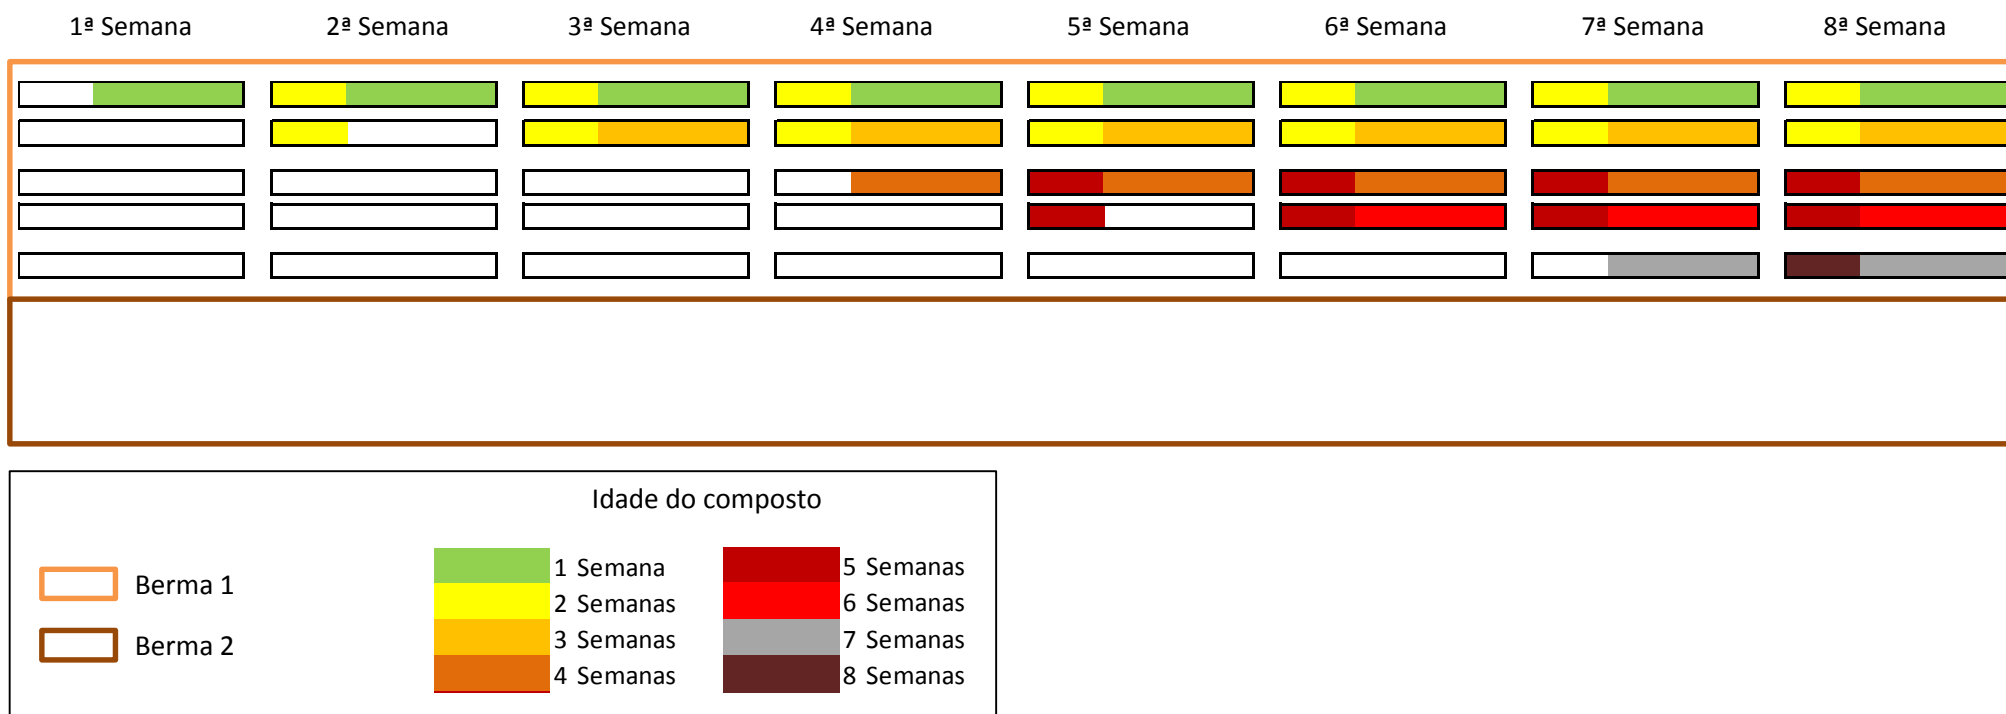 1ª Semana 2ª Semana 3ª Semana 4ª Semana 5ª Semana 6ª Semana 7ª Semana 8ª Semana
Idade do composto
Berma 1
Berma 2
1 Semana
2 Semanas
3 Semanas
4 Semanas
5 Semanas
6 Semanas
7 Semanas
8 Semanas